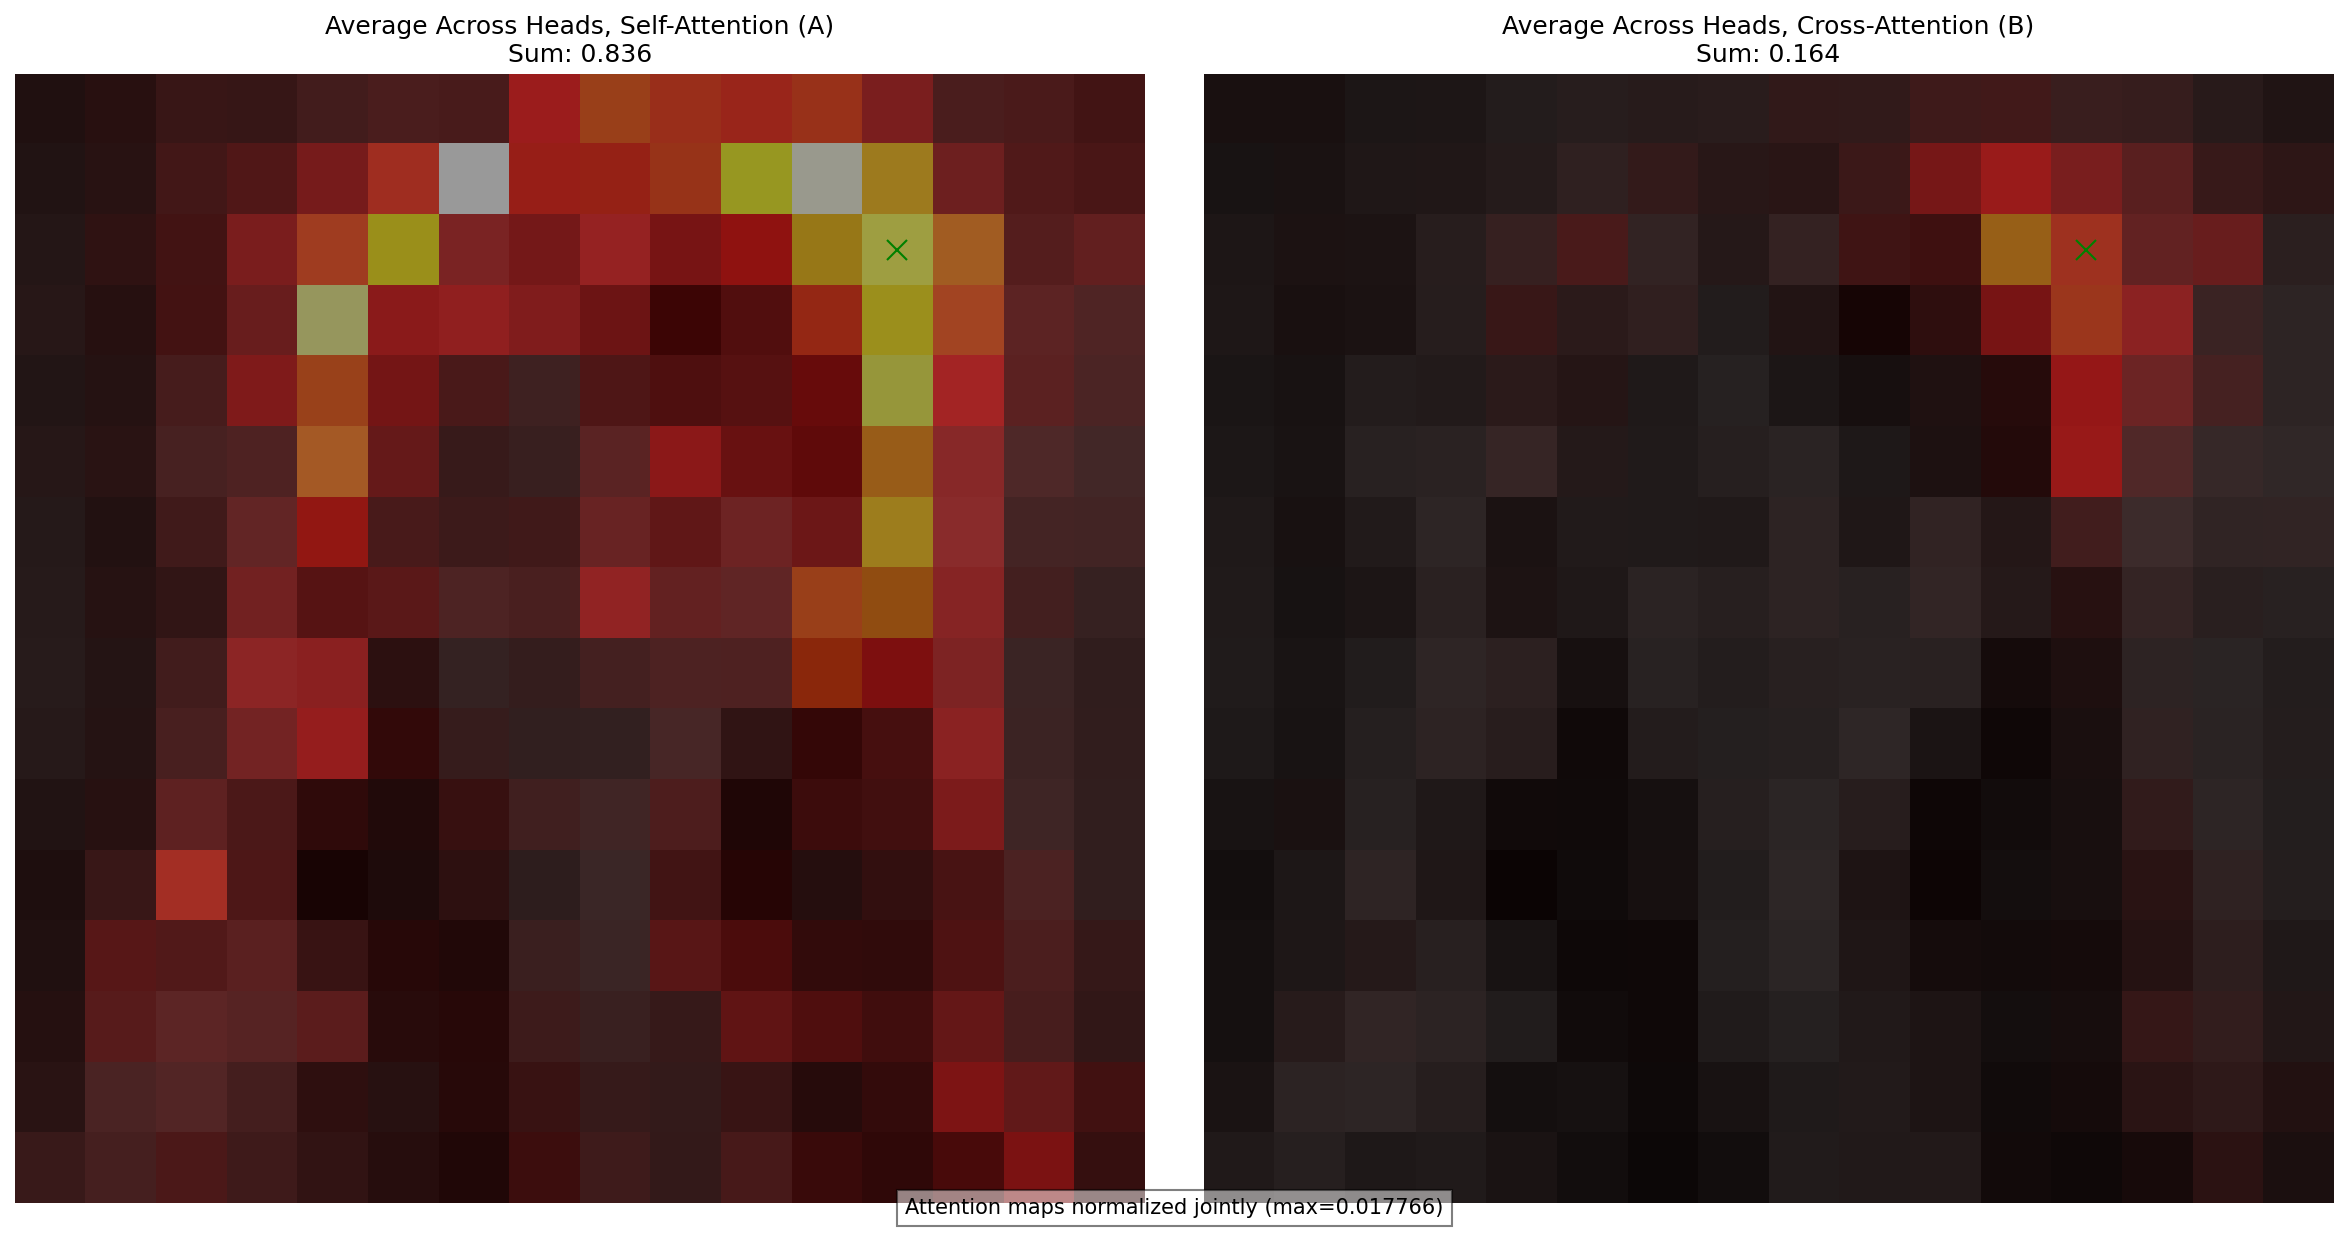 Average Across Heads, Self-Attention (A)
Sum: 0.836
Average Across Heads, Cross-Attention (B)
Sum: 0.164
Attention maps normalized jointly (max=0.017766)